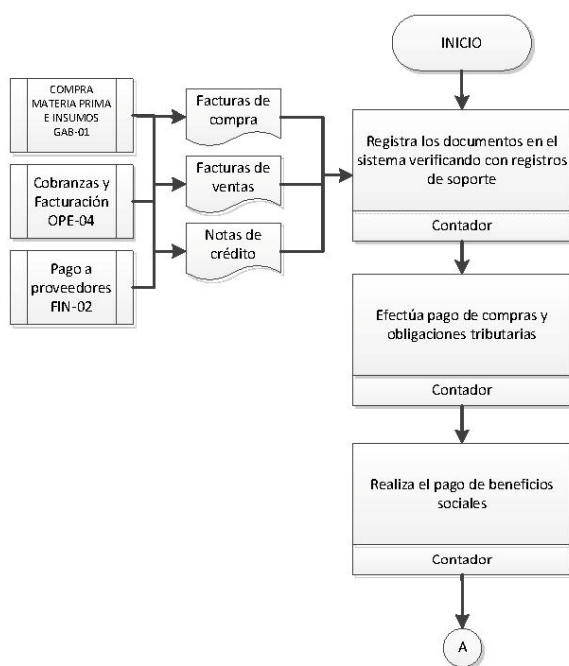 INICIO
COMPRA
MATERIA PRIMA
E INSUMOS
GAB-01
Cobranzas y
Facturación
OPE-04
Pago a
proveedores
FIN-02
Facturas de
compra
Facturas de
ventas
Notas de
crédito
Registra los documentos en el
sistema verificando con registros
de soporte
Contador
Efectúa pago de compras y
obligaciones tributarias
Contador
Realiza el pago de beneficios
sociales
Contador
A